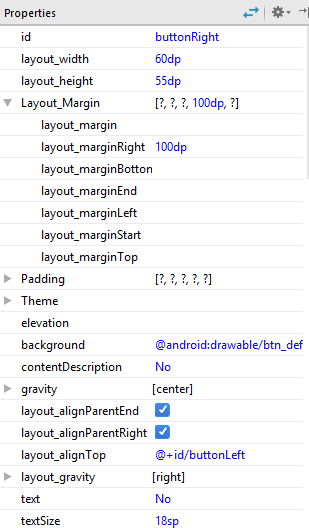 Properties
id buttonRight
layout_width 60dp
layout_height 55dp
Layout_Margin [?, ?, ?, 100dp, ?]
layout_margin
layout_marginRight 100dp
layout_marginBotton
layout_marginEnd
layout_marginLeft
layout_marginStart
layout_marginTop
Padding [?, ?, ?, ?, ?]
Theme
elevation
background @android:drawable/btn_def
contentDescription No
gravity [center]
layout_alignParentEnd
layout_alignParentRight
layout_alignTop @+id/buttonLeft
layout_gravity [right]
text No
textSize 18sp